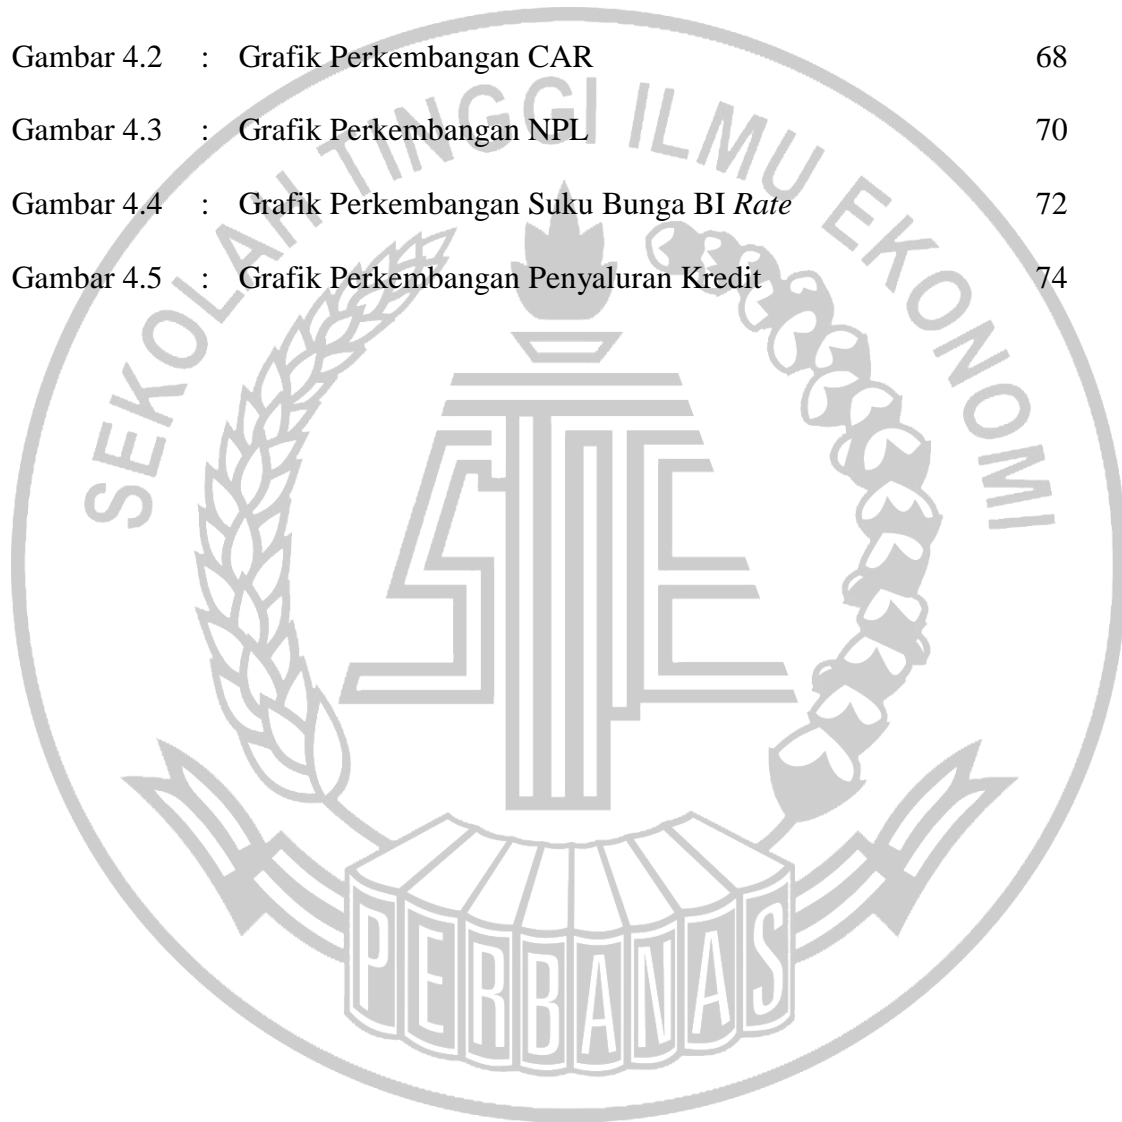 Gambar 4.2 : Grafik Perkembangan CAR 68
Gambar 4.3 : Grafik Perkembangan NPL 70
Gambar 4.4 : Grafik Perkembangan Suku Bunga BI Rate 72
Gambar 4.5 : Grafik Perkembangan Penyaluran Kredit 74
SEKOLAH TINGGI ILMU EKONOMI
STIE
PERBANAS